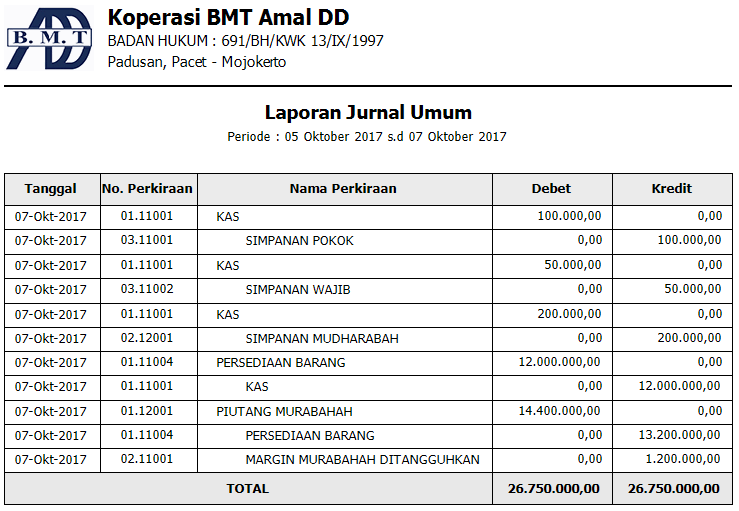 B. M. T
Koperasi BMT Amal DD
BADAN HUKUM : 691/BH/KWK 13/IX/1997
Padusan, Pacet - Mojokerto
Laporan Jurnal Umum
Periode : 05 Oktober 2017 s.d 07 Oktober 2017
Tanggal No. Perkiraan Nama Perkiraan Debet Kredit
07-Okt-2017 01.11001 KAS 100.000,00 0,00
07-Okt-2017 03.11001 SIMPANAN POKOK 0,00 100.000,00
07-Okt-2017 01.11001 KAS 50.000,00 0,00
07-Okt-2017 03.11002 SIMPANAN WAJIB 0,00 50.000,00
07-Okt-2017 01.11001 KAS 200.000,00 0,00
07-Okt-2017 02.12001 SIMPANAN MUDHARABAH 0,00 200.000,00
07-Okt-2017 01.11004 PERSEDIAAN BARANG 12.000.000,00 0,00
07-Okt-2017 01.11001 KAS 0,00 12.000.000,00
07-Okt-2017 01.12001 PIUTANG MURABAHAH 14.400.000,00 0,00
07-Okt-2017 01.11004 PERSEDIAAN BARANG 0,00 13.200.000,00
07-Okt-2017 02.11001 MARGIN MURABAHAH DITANGGUHKAN 0,00 1.200.000,00
TOTAL 26.750.000,00 26.750.000,00